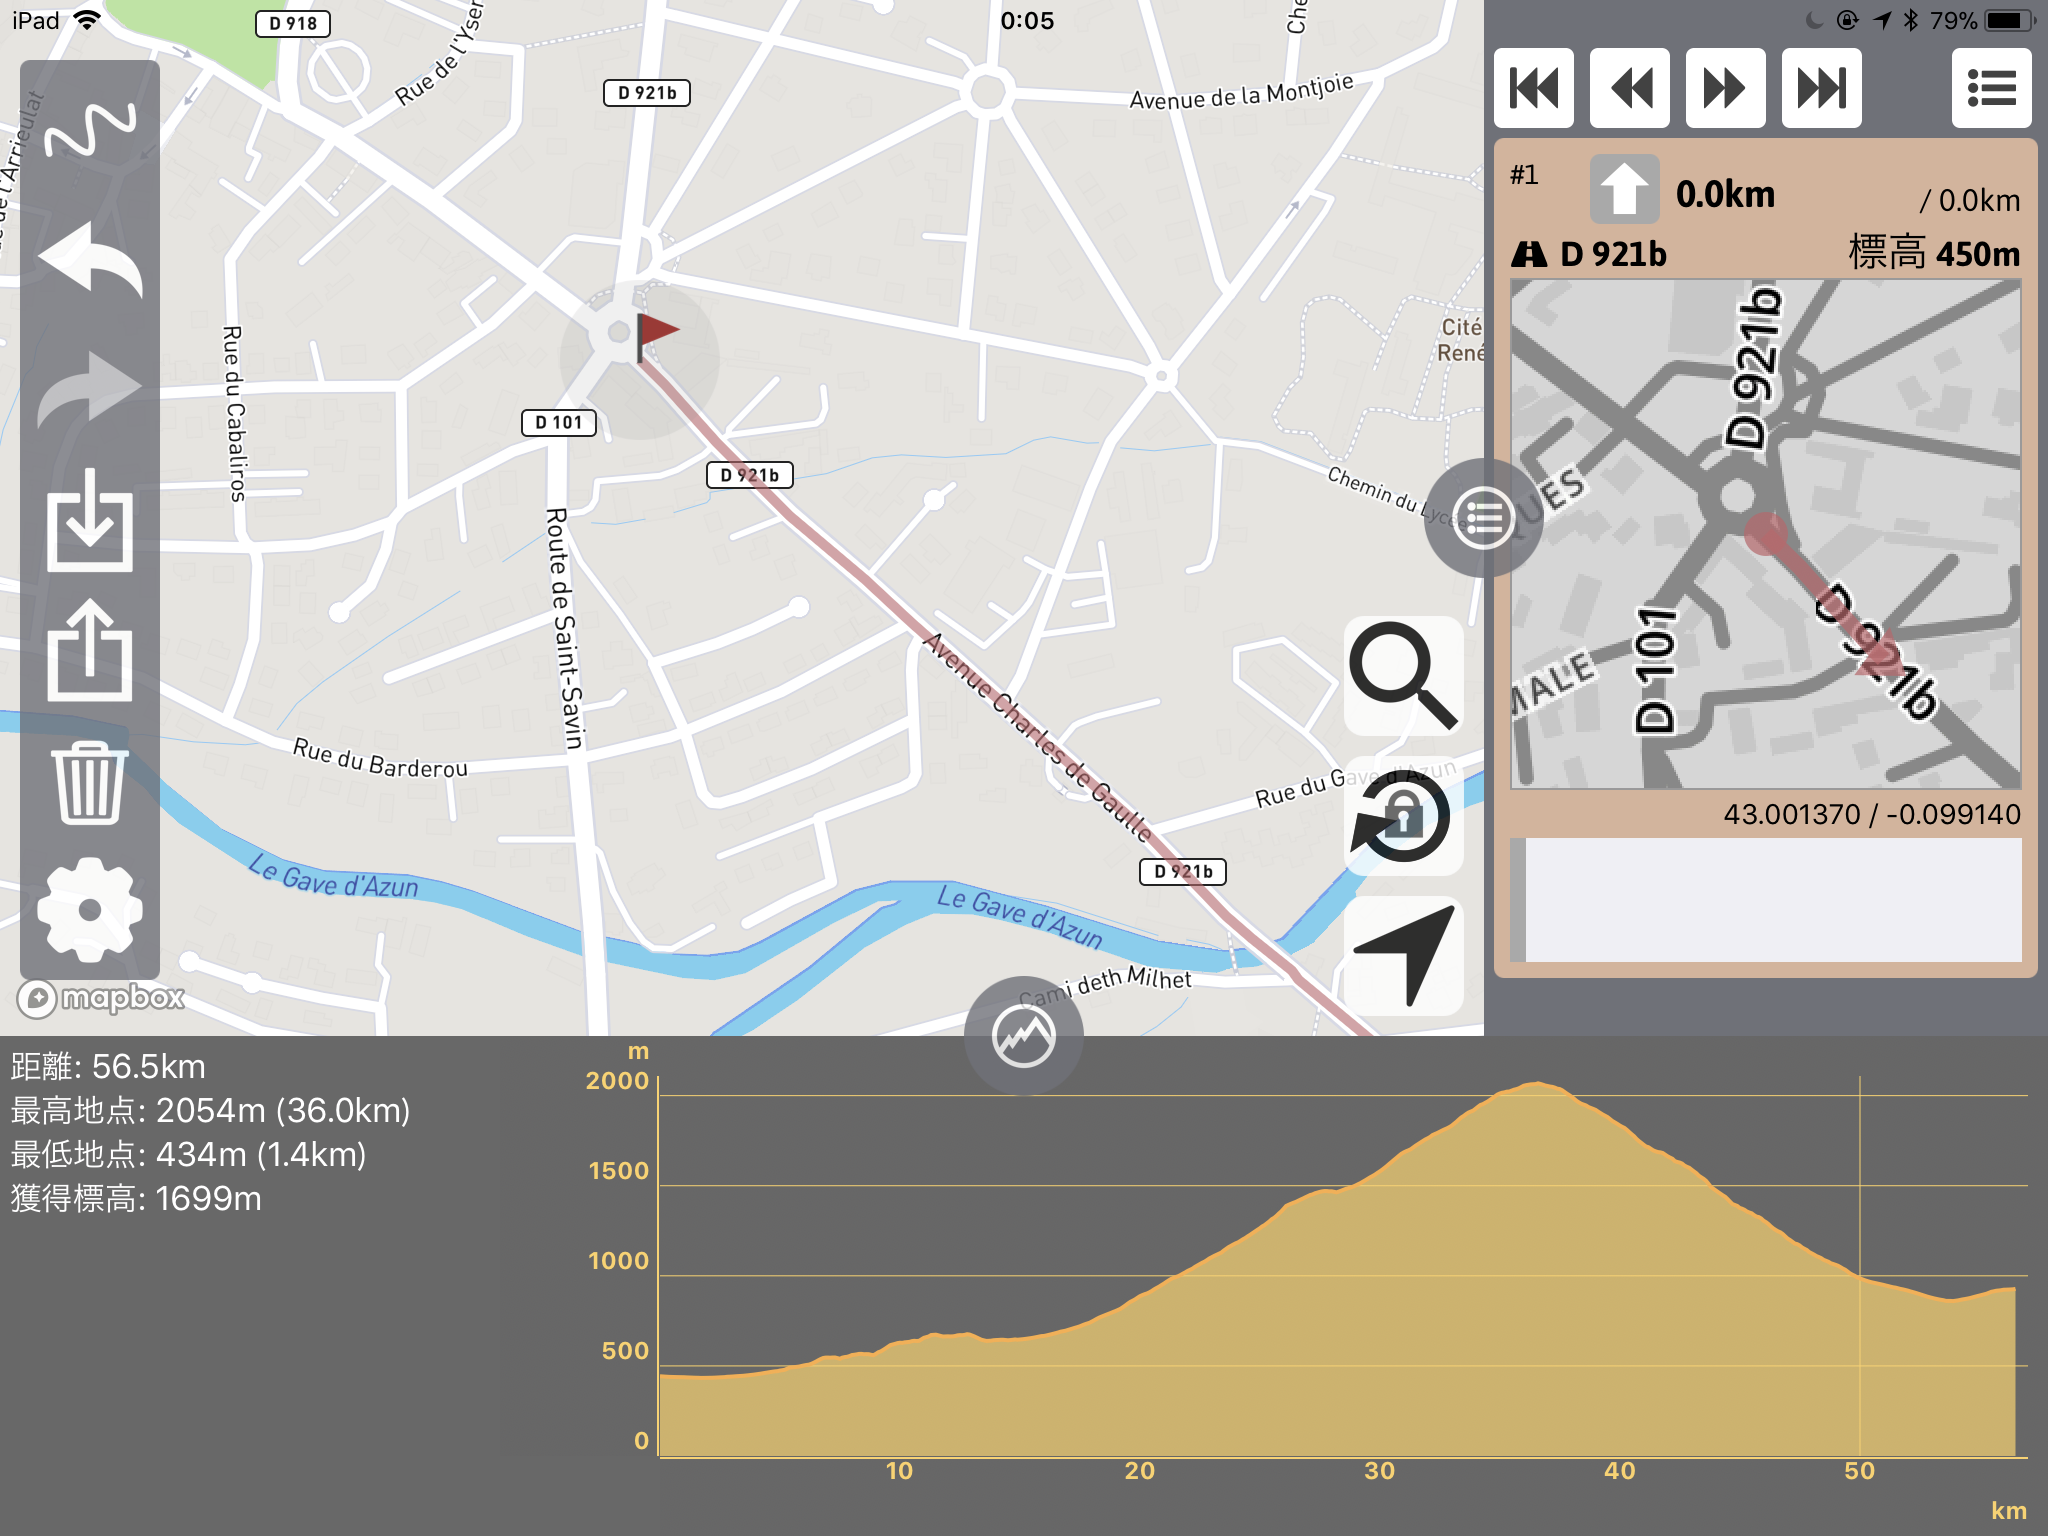 iPad
0:05
79%
D 918
Rue de l'Yser
D 921b
Avenue de la Montjoie
Rue du Cabaliros
Cité
René
D 101
D 921b
Chemin du Lycée
Route de Saint-Savin
Avenue Charles de Gaulle
Rue du Barderou
Rue du Gave d'Azun
D 921b
Le Gave d'Azun
Le Gave d'Azun
Cami deth Milhet
mapbox
#1
0.0km
/ 0.0km
D 921b
標高 450m
D 921b
QUES
D 921b
D 101
MALE
43.001370 / -0.099140
距離: 56.5km
最高地点: 2054m (36.0km)
最低地点: 434m (1.4km)
獲得標高: 1699m
m
2000
1500
1000
500
0
10
20
30
40
50
km